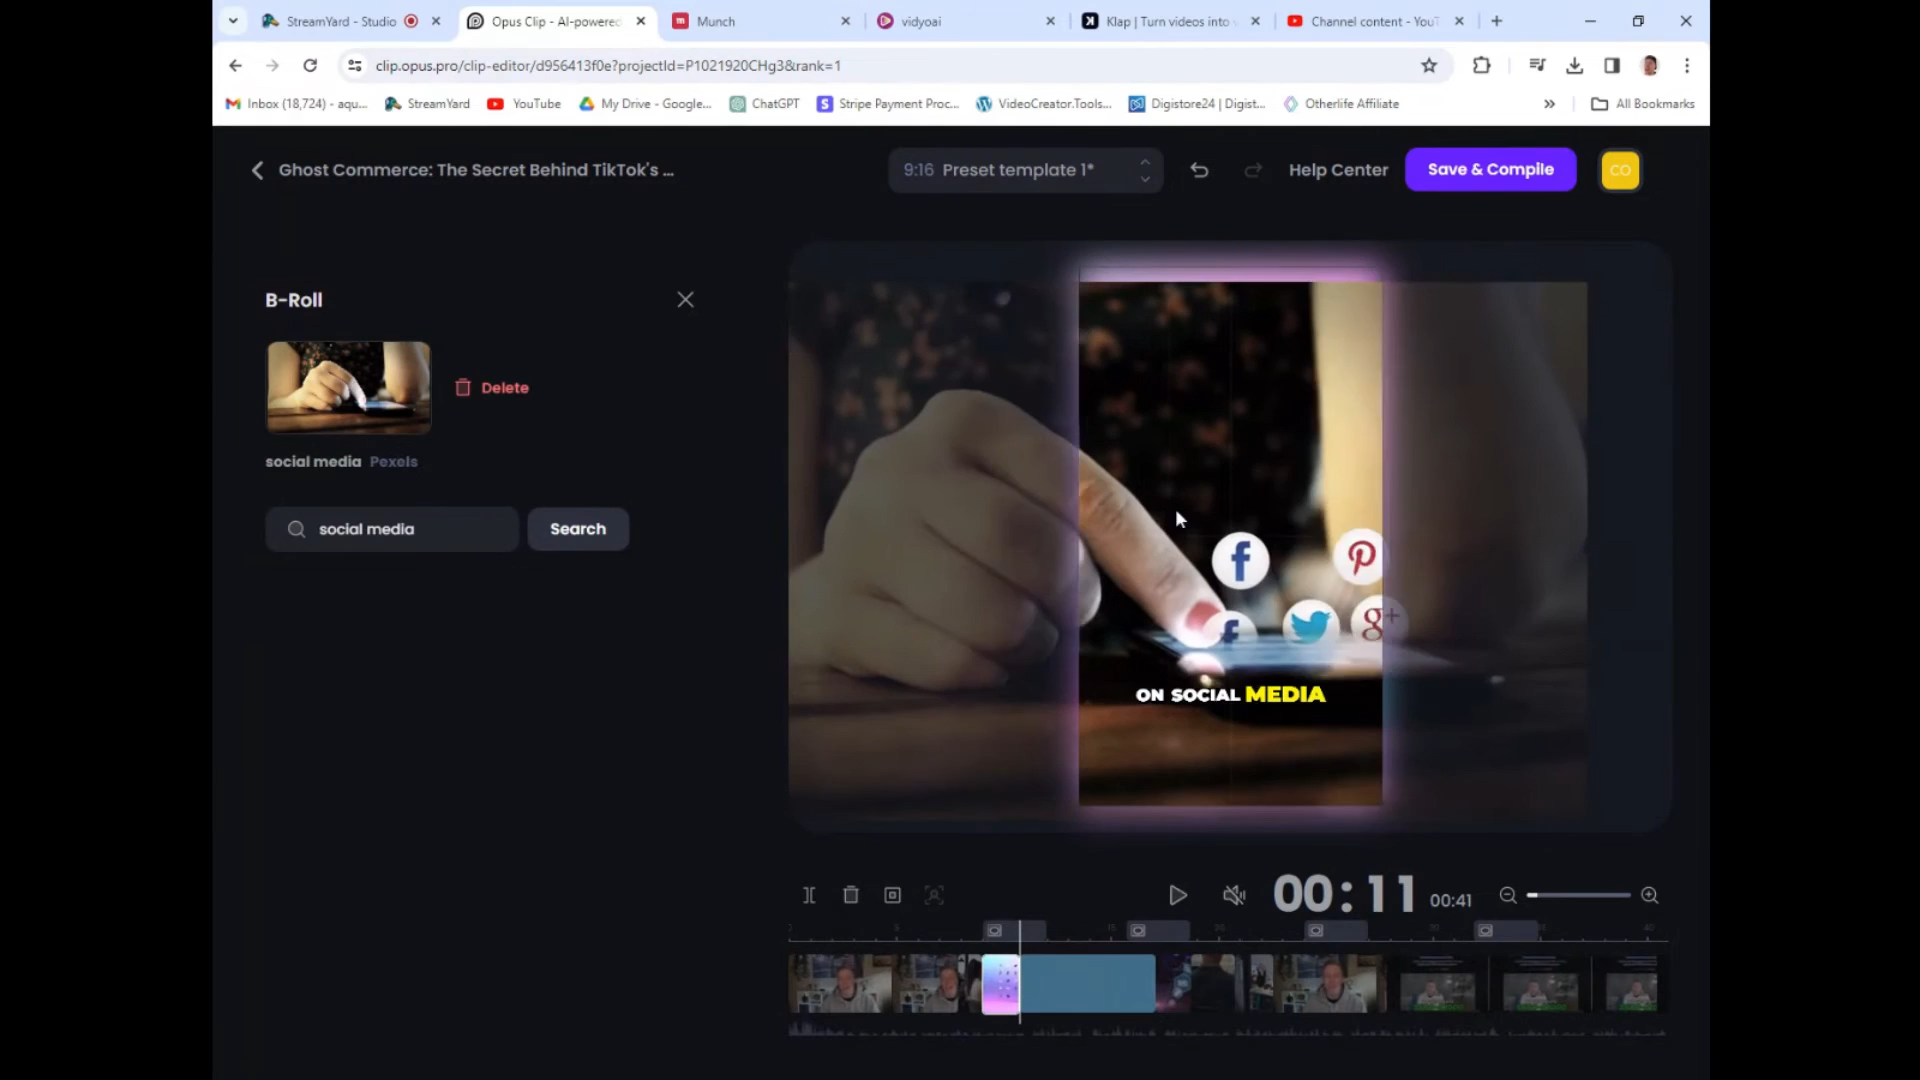 StreamYard - Studio
Opus Clip - AI-powered
Munch
vidyoai
Klap | Turn videos into
Channel content - YouT
clip.opus.pro/clip-editor/d956413f0e?projectId=P1021920CHg3&rank=1
Inbox (18,724) - aqu...
StreamYard
YouTube
My Drive - Google...
ChatGPT
Stripe Payment Proc...
VideoCreator.Tools...
Digistore24 | Digist...
Otherlife Affiliate
All Bookmarks
Ghost Commerce: The Secret Behind TikTok's ...
9:16 Preset template 1*
Help Center
Save & Compile
CO
B-Roll
Delete
social media Pexels
social media
Search
ON SOCIAL MEDIA
00:11 00:41